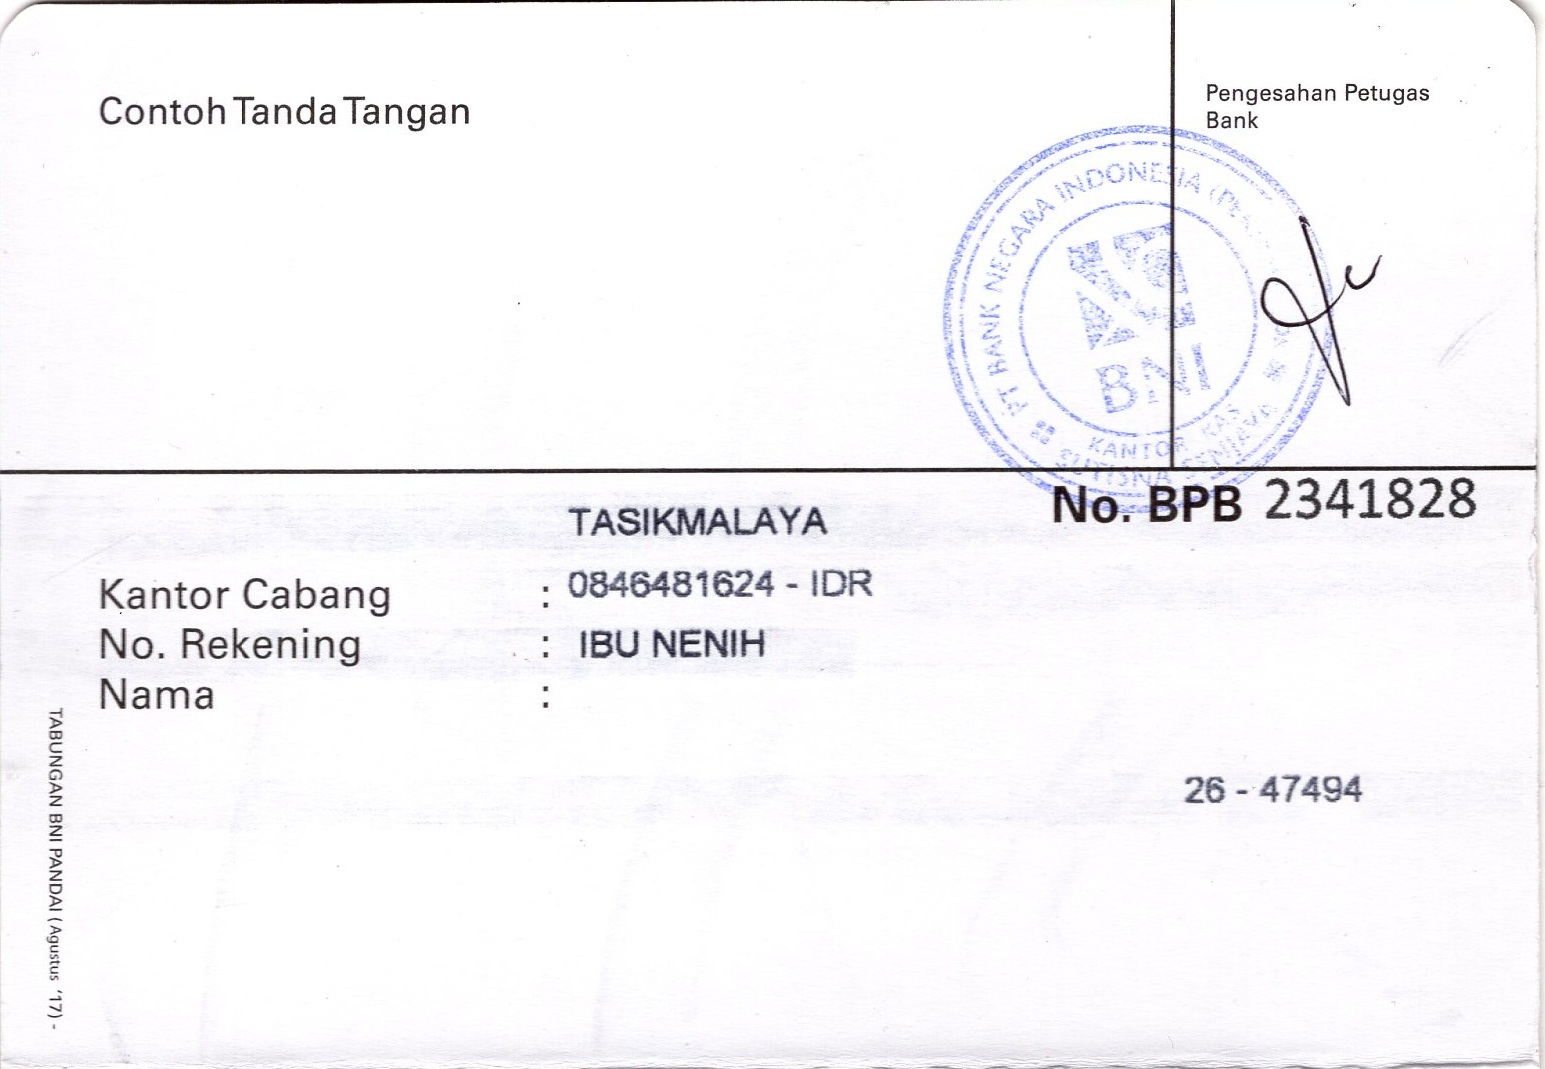 Contoh Tanda Tangan
Pengesahan Petugas
Bank
PT BANK NEGARA INDONESIA
BNI
KANTOR KAS
SUTISNA SENJAYA
No. BPB 2341828
TASIKMALAYA
Kantor Cabang : 0846481624 - IDR
No. Rekening : IBU NENIH
Nama :
26 - 47494
TABUNGAN BNI PANDAI (Agustus '17) -